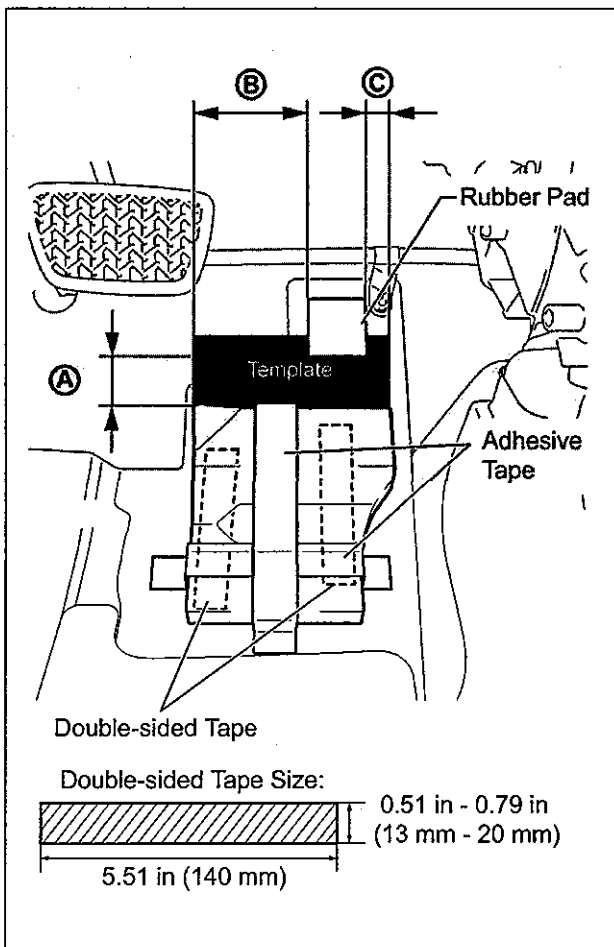 B
C
Rubber Pad
A
Template
Adhesive
Tape
Double-sided Tape
Double-sided Tape Size:
0.51 in - 0.79 in
(13 mm - 20 mm)
5.51 in (140 mm)